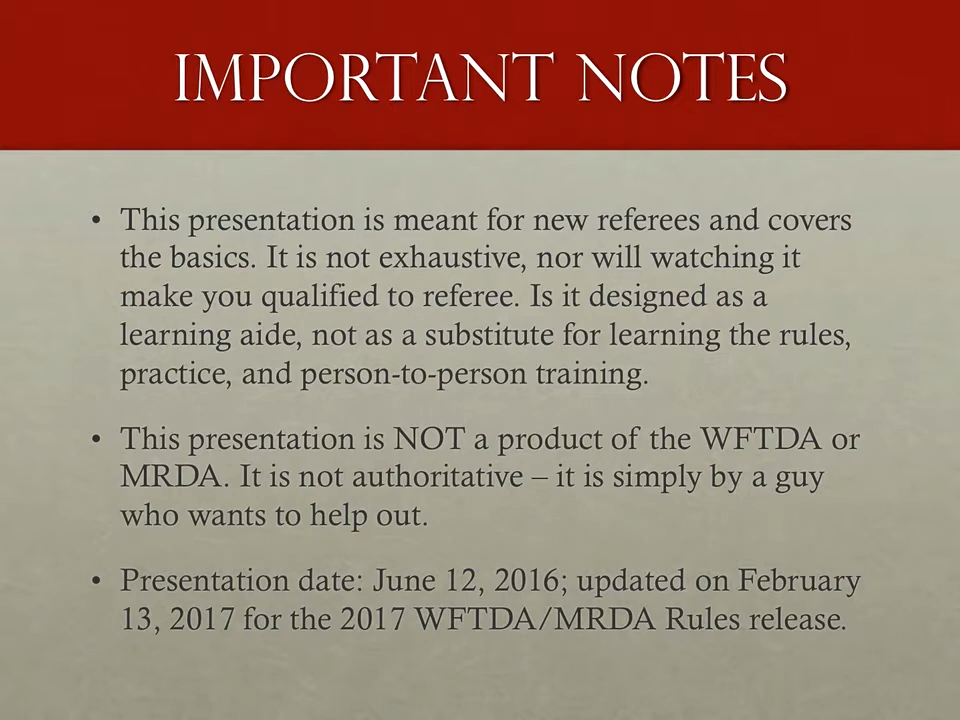 IMPORTANT NOTES
• This presentation is meant for new referees and covers
the basics. It is not exhaustive, nor will watching it
make you qualified to referee. Is it designed as a
learning aide, not as a substitute for learning the rules,
practice, and person-to-person training.
• This presentation is NOT a product of the WFTDA or
MRDA. It is not authoritative – it is simply by a guy
who wants to help out.
• Presentation date: June 12, 2016; updated on February
13, 2017 for the 2017 WFTDA/MRDA Rules release.